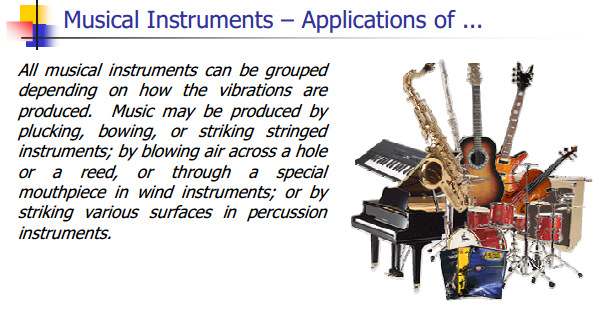 Musical Instruments – Applications of ...
All musical instruments can be grouped
depending on how the vibrations are
produced. Music may be produced by
plucking, bowing, or striking stringed
instruments; by blowing air across a hole
or a reed, or through a special
mouthpiece in wind instruments; or by
striking various surfaces in percussion
instruments.